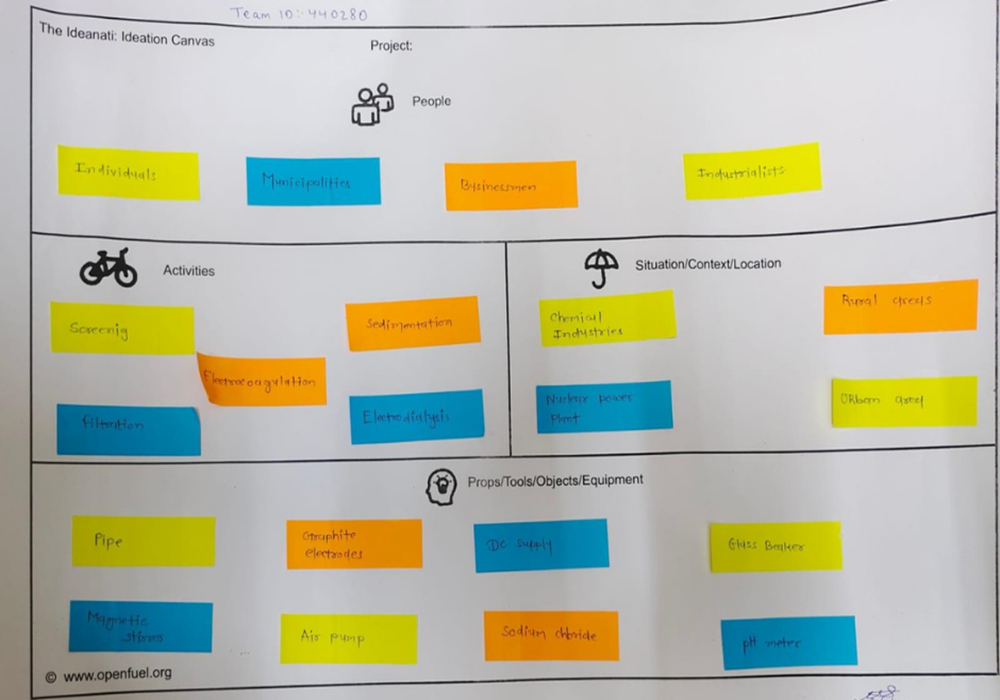 Team ID:- 440280
The Ideanati: Ideation Canvas
Project:
People
Individuals
Municipalities
Businessmen
Industrialists
Activities
Screenig
Sedimentation
Electrocoagulation
Filtration
Electrodialysis
Situation/Context/Location
Chemical
Industries
Rural areas
Nuclear power
Plant
URban area
Props/Tools/Objects/Equipment
Pipe
Graphite
electrodes
DC supply
Glass Beaker
Magnetic
Air pump
Sodium chloride
pH meter
© www.openfuel.org